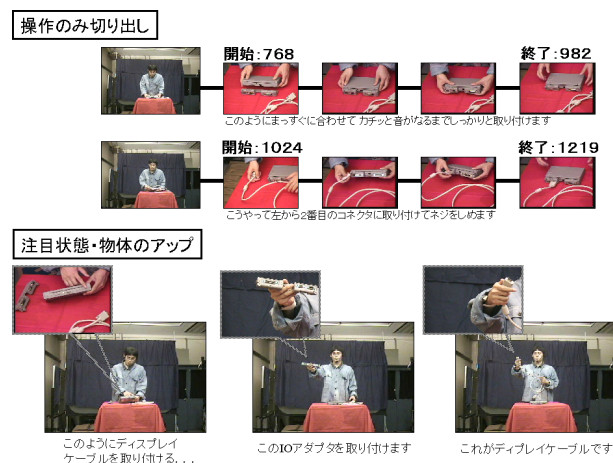 操作のみ切り出し
開始:768
終了:982
このようにまっすぐに合わせて カチッと音がなるまでしっかりと取り付けます
開始:1024
終了:1219
こうやって左から2番目のコネクタに取り付けてネジをしめます
注目状態・物体のアップ
このようにディスプレイ
ケーブルを取り付ける．．．
このIOアダプタを取り付けます
これがディプレイケーブルです